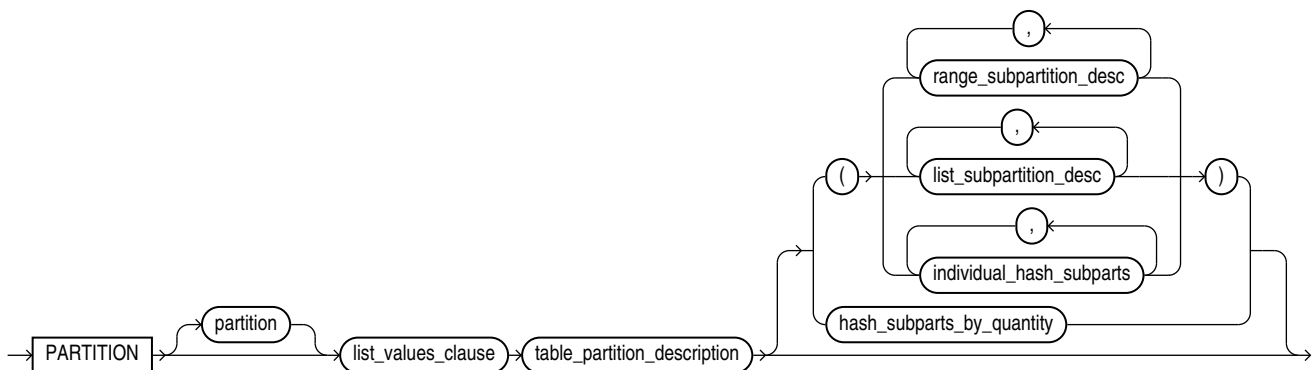 ,
range_subpartition_desc
,
( list_subpartition_desc )
,
individual_hash_subparts
partition hash_subparts_by_quantity
PARTITION list_values_clause table_partition_description